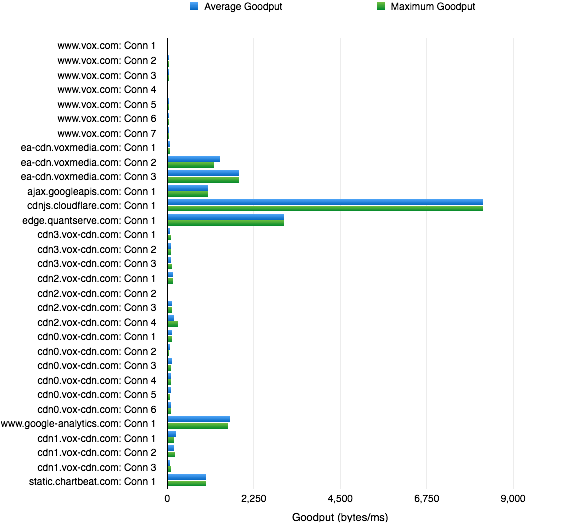 Average Goodput
Maximum Goodput
www.vox.com: Conn 1
www.vox.com: Conn 2
www.vox.com: Conn 3
www.vox.com: Conn 4
www.vox.com: Conn 5
www.vox.com: Conn 6
www.vox.com: Conn 7
ea-cdn.voxmedia.com: Conn 1
ea-cdn.voxmedia.com: Conn 2
ea-cdn.voxmedia.com: Conn 3
ajax.googleapis.com: Conn 1
cdnjs.cloudflare.com: Conn 1
edge.quantserve.com: Conn 1
cdn3.vox-cdn.com: Conn 1
cdn3.vox-cdn.com: Conn 2
cdn3.vox-cdn.com: Conn 3
cdn2.vox-cdn.com: Conn 1
cdn2.vox-cdn.com: Conn 2
cdn2.vox-cdn.com: Conn 3
cdn2.vox-cdn.com: Conn 4
cdn0.vox-cdn.com: Conn 1
cdn0.vox-cdn.com: Conn 2
cdn0.vox-cdn.com: Conn 3
cdn0.vox-cdn.com: Conn 4
cdn0.vox-cdn.com: Conn 5
cdn0.vox-cdn.com: Conn 6
www.google-analytics.com: Conn 1
cdn1.vox-cdn.com: Conn 1
cdn1.vox-cdn.com: Conn 2
cdn1.vox-cdn.com: Conn 3
static.chartbeat.com: Conn 1
0 2,250 4,500 6,750 9,000
Goodput (bytes/ms)